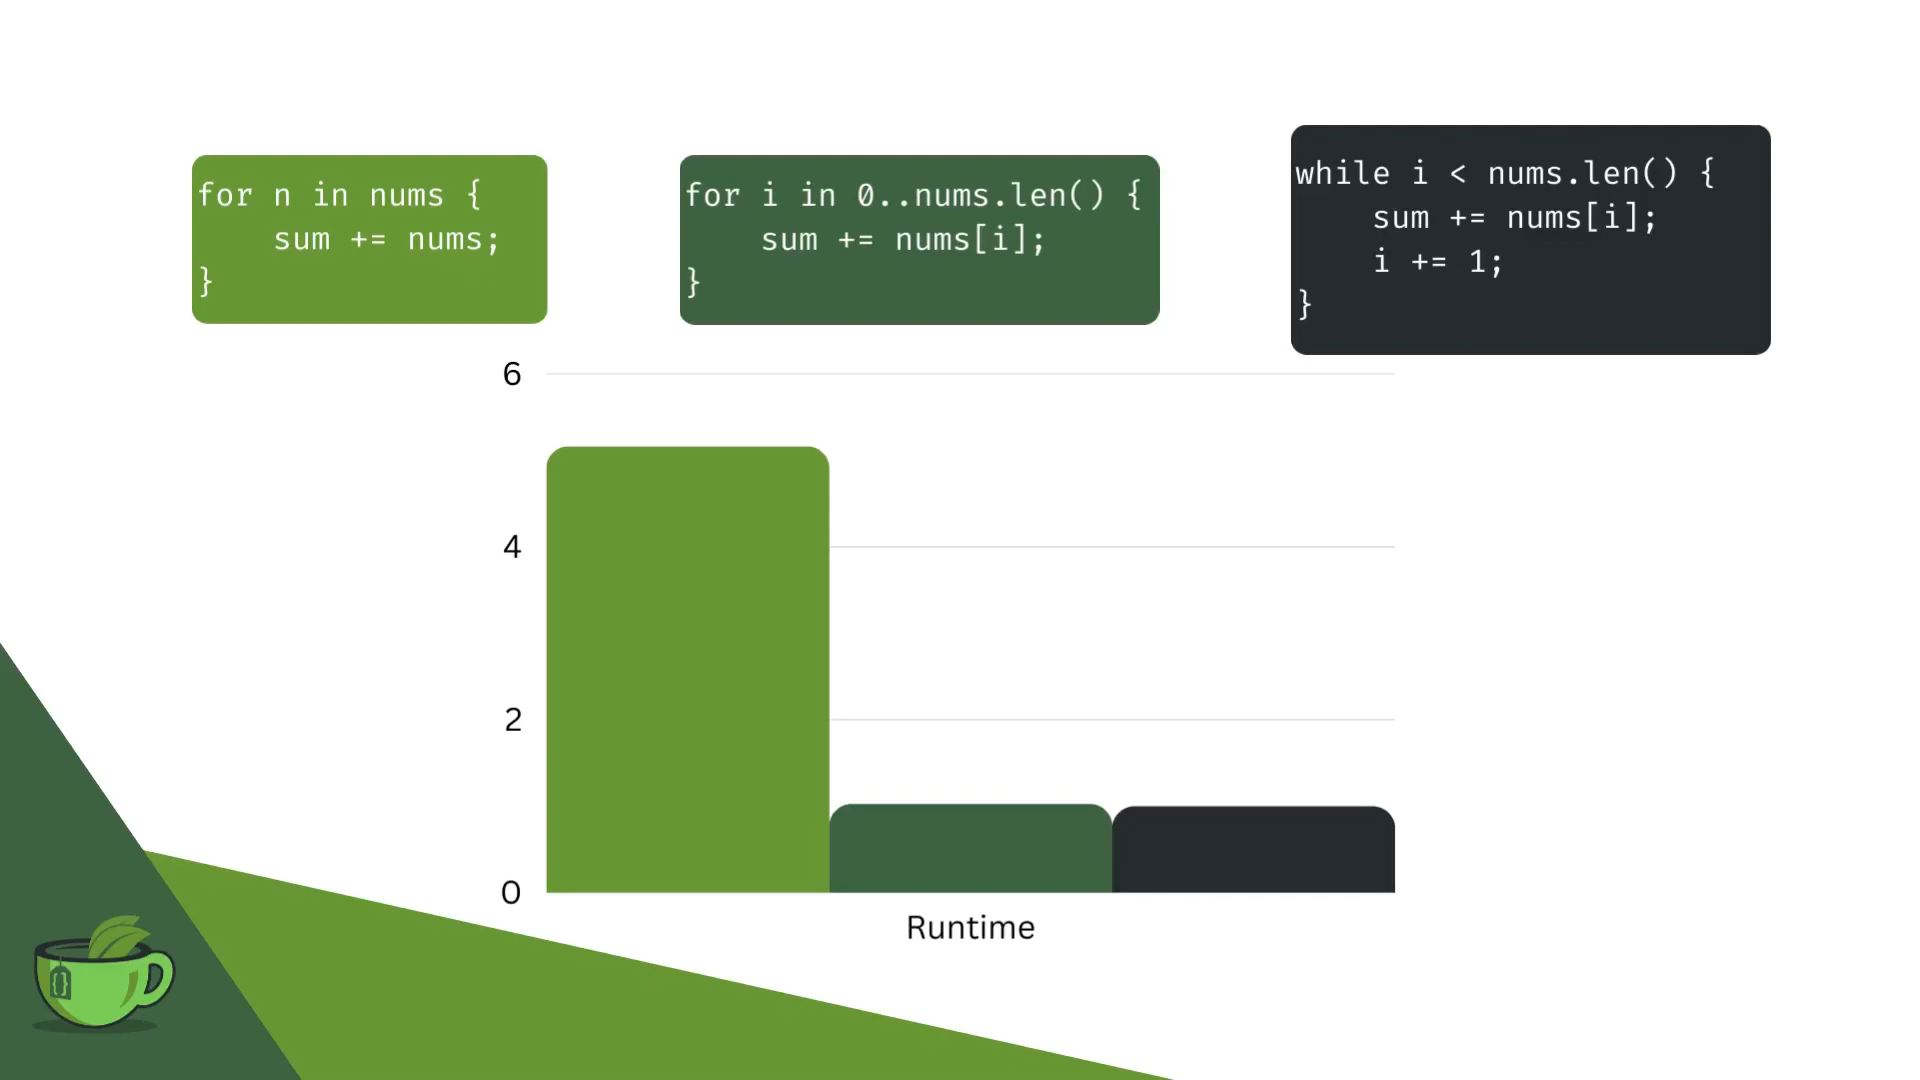 for n in nums {
    sum += nums;
}
for i in 0..nums.len() {
    sum += nums[i];
}
while i < nums.len() {
    sum += nums[i];
    i += 1;
}
6
4
2
0
Runtime
{}